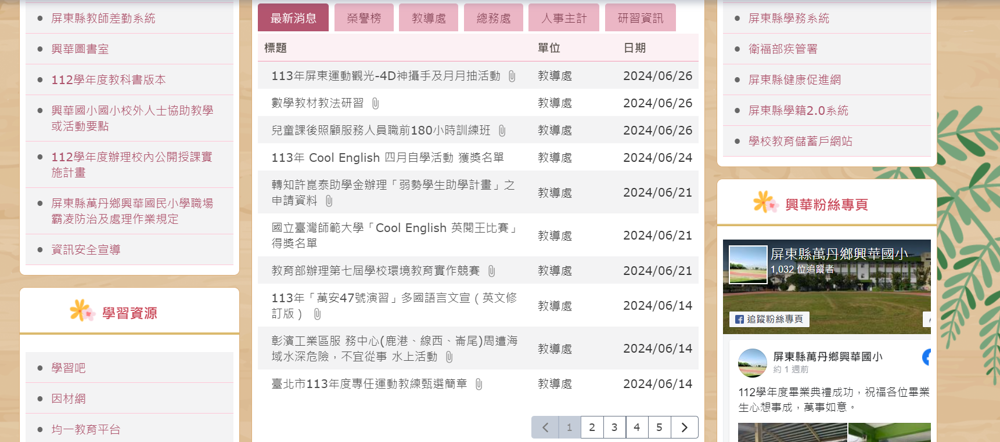 屏東縣教師差勤系統
興華圖書室
112學年度教科書版本
興華國小國小校外人士協助教學
或活動要點
112學年度辦理校內公開授課實
施計畫
屏東縣萬丹鄉興華國民小學職場
霸凌防治及處理作業規定
資訊安全宣導
學習資源
學習吧
因材網
均一教育平台
最新消息 榮譽榜 教導處 總務處 人事主計 研習資訊
標題 單位 日期
113年屏東運動觀光-4D神攝手及月月抽活動 教導處 2024/06/26
數學教材教法研習 教導處 2024/06/26
兒童課後照顧服務人員職前180小時訓練班 教導處 2024/06/26
113年 Cool English 四月自學活動 獲獎名單 教導處 2024/06/24
轉知許崑泰助學金辦理「弱勢學生助學計畫」之
申請資料 教導處 2024/06/21
國立臺灣師範大學「Cool English 英閱王比賽」
得獎名單 教導處 2024/06/21
教育部辦理第七屆學校環境教育實作競賽 教導處 2024/06/21
113年「萬安47號演習」多國語言文宣（英文修
訂版） 教導處 2024/06/14
彰濱工業區服 務中心(鹿港、線西、崙尾)周遭海
域水深危險，不宜從事 水上活動 教導處 2024/06/14
臺北市113年度專任運動教練甄選簡章 教導處 2024/06/14
1 2 3 4 5
屏東縣學務系統
衛福部疾管署
屏東縣健康促進網
屏東縣學籍2.0系統
學校教育儲蓄戶網站
興華粉絲專頁
屏東縣萬丹鄉興華國小
1,032 位追蹤者
追蹤粉絲專頁
屏東縣萬丹鄉興華國小
約 1 週前
112學年度畢業典禮成功，祝福各位畢業
生心想事成，萬事如意。